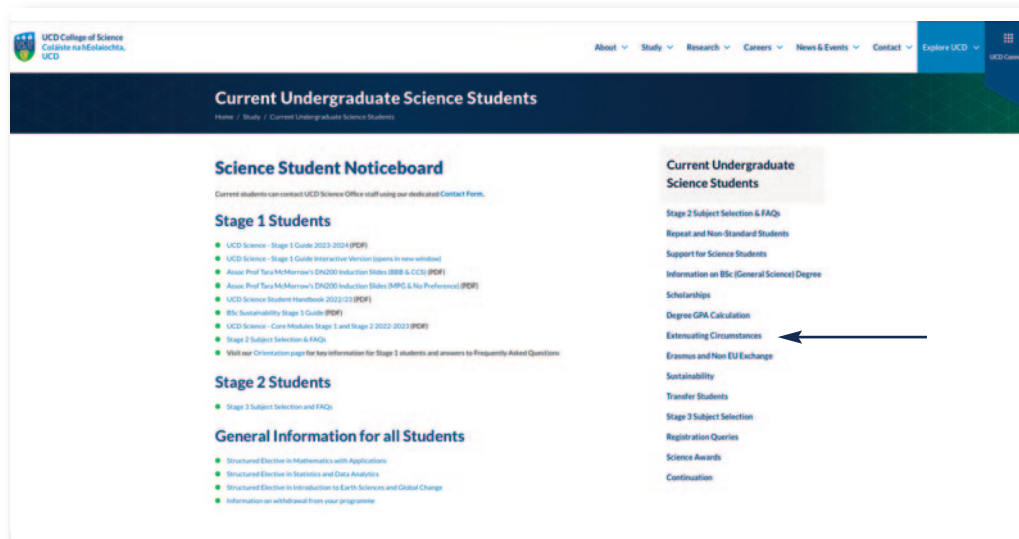 UCD College of Science
Coláiste na hEolaíochta,
UCD
About
Study
Research
Careers
News & Events
Contact
Explore UCD
UCD Conn
Current Undergraduate Science Students
Home / Study / Current Undergraduate Science Students
Science Student Noticeboard
Current students can contact UCD Science Office staff using our dedicated Contact Form.
Stage 1 Students
UCD Science - Stage 1 Guide 2023-2024 (PDF)
UCD Science - Stage 1 Guide Interactive Version (opens in new window)
Assoc Prof Tara McMorrow's DN200 Induction Slides (BBB & CCS) (PDF)
Assoc Prof Tara McMorrow's DN200 Induction Slides (MPG & No Preference) (PDF)
UCD Science Student Handbook 2022/23 (PDF)
BSc Sustainability Stage 1 Guide (PDF)
UCD Science - Core Modules Stage 1 and Stage 2 2022-2023 (PDF)
Stage 2 Subject Selection & FAQs
Visit our Orientation page for key information for Stage 1 students and answers to Frequently Asked Questions
Stage 2 Students
Stage 3 Subject Selection and FAQs
General Information for all Students
Structured Elective in Mathematics with Applications
Structured Elective in Statistics and Data Analytics
Structured Elective in Introduction to Earth Sciences and Global Change
Information on withdrawal from your programme
Current Undergraduate
Science Students
Stage 2 Subject Selection & FAQs
Repeat and Non-Standard Students
Support for Science Students
Information on BSc (General Science) Degree
Scholarships
Degree GPA Calculation
Extenuating Circumstances
Erasmus and Non EU Exchange
Sustainability
Transfer Students
Stage 3 Subject Selection
Registration Queries
Science Awards
Continuation